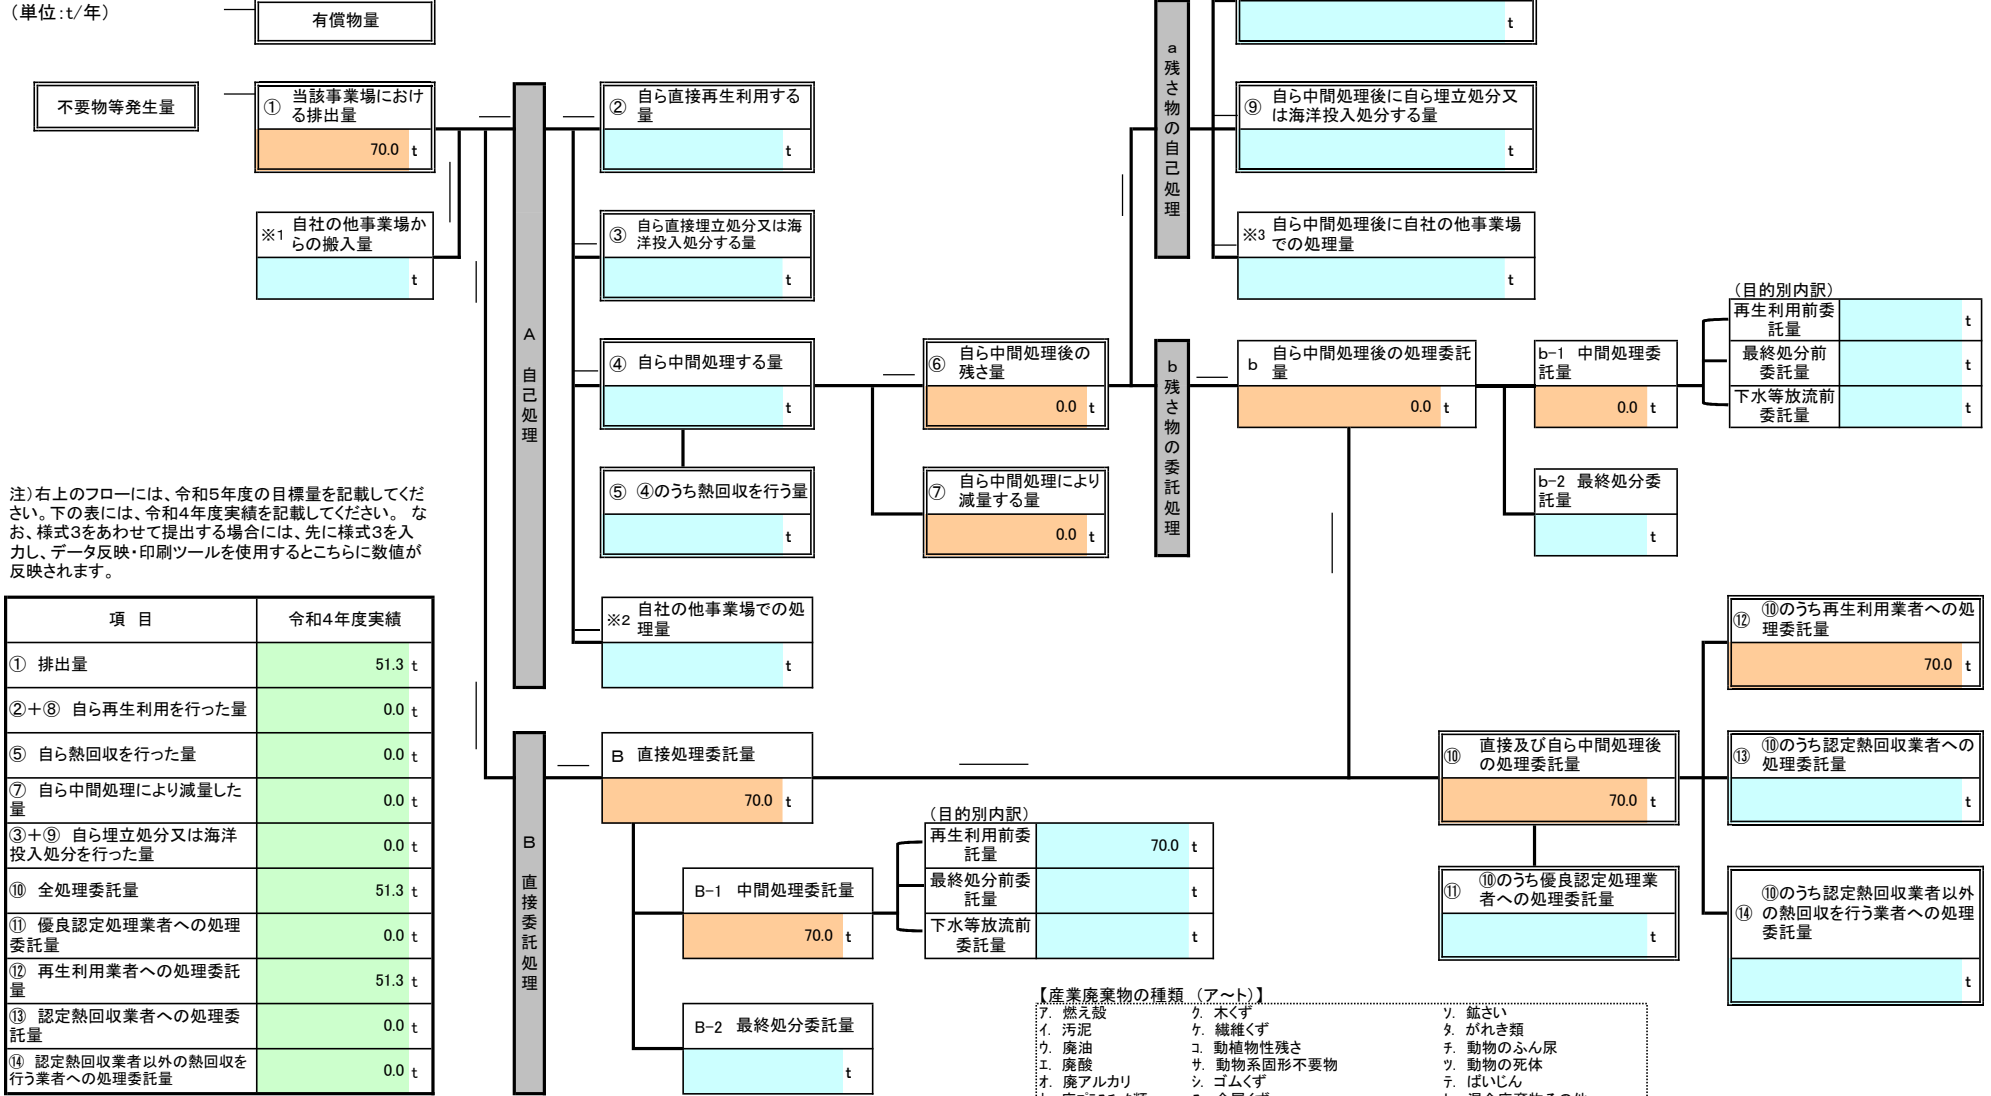 (単位:t/年)
有償物量
t
不要物等発生量
① 当該事業場におけ
る排出量
70.0 t
※1 自社の他事業場か
らの搬入量
t
A
自己処理
② 自ら直接再生利用する
量
t
③ 自ら直接埋立処分又は海
洋投入処分する量
t
④ 自ら中間処理する量
t
⑤ ④のうち熱回収を行う量
t
※2 自社の他事業場での処
理量
t
⑥ 自ら中間処理後の
残さ量
0.0 t
⑦ 自ら中間処理により
減量する量
0.0 t
a
残さ物の自己処理
⑨ 自ら中間処理後に自ら埋立処分又
は海洋投入処分する量
t
※3 自ら中間処理後に自社の他事業場
での処理量
t
b
残さ物の委託処理
b 自ら中間処理後の処理委託
量
0.0 t
b-1 中間処理委
託量
0.0 t
(目的別内訳)
再生利用前委
託量
t
最終処分前
委託量
t
下水等放流前
委託量
t
b-2 最終処分委
託量
t
注)右上のフローには、令和5年度の目標量を記載してくだ
さい。下の表には、令和4年度実績を記載してください。 な
お、様式3をあわせて提出する場合には、先に様式3を入
力し、データ反映・印刷ツールを使用するとこちらに数値が
反映されます。
項 目 令和4年度実績
① 排出量 51.3 t
②+⑧ 自ら再生利用を行った量 0.0 t
⑤ 自ら熱回収を行った量 0.0 t
⑦ 自ら中間処理により減量した
量 0.0 t
③+⑨ 自ら埋立処分又は海洋
投入処分を行った量 0.0 t
⑩ 全処理委託量 51.3 t
⑪ 優良認定処理業者への処理
委託量 0.0 t
⑫ 再生利用業者への処理委託
量 51.3 t
⑬ 認定熱回収業者への処理委
託量 0.0 t
⑭ 認定熱回収業者以外の熱回収を
行う業者への処理委託量 0.0 t
B
直接委託処理
B 直接処理委託量
70.0 t
B-1 中間処理委託量
70.0 t
(目的別内訳)
再生利用前委
託量
70.0 t
最終処分前委
託量
t
下水等放流前
委託量
t
B-2 最終処分委託量
t
⑩ 直接及び自ら中間処理後
の処理委託量
70.0 t
⑪ ⑩のうち優良認定処理業
者への処理委託量
t
⑫ ⑩のうち再生利用業者への処
理委託量
70.0 t
⑬ ⑩のうち認定熱回収業者への
処理委託量
t
⑭ ⑩のうち認定熱回収業者以外
の熱回収を行う業者への処理
委託量
t
【産業廃棄物の種類 (ア~ト)】
ア. 燃え殻 ク. 木くず ソ. 鉱さい
イ. 汚泥 ケ. 繊維くず タ. がれき類
ウ. 廃油 コ. 動植物性残さ チ. 動物のふん尿
エ. 廃酸 サ. 動物系固形不要物 ツ. 動物の死体
オ. 廃アルカリ シ. ゴムくず テ. ばいじん